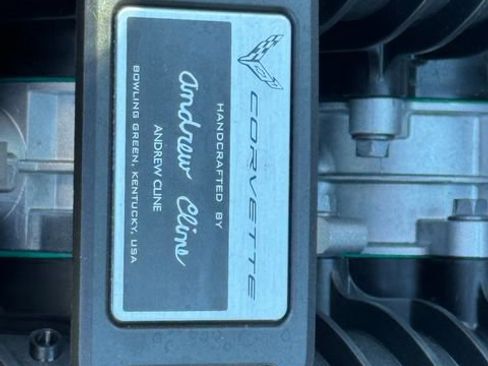 CORVETTE
HANDCRAFTED BY
Andrew Cline
ANDREW CLINE
BOWLING GREEN, KENTUCKY, USA